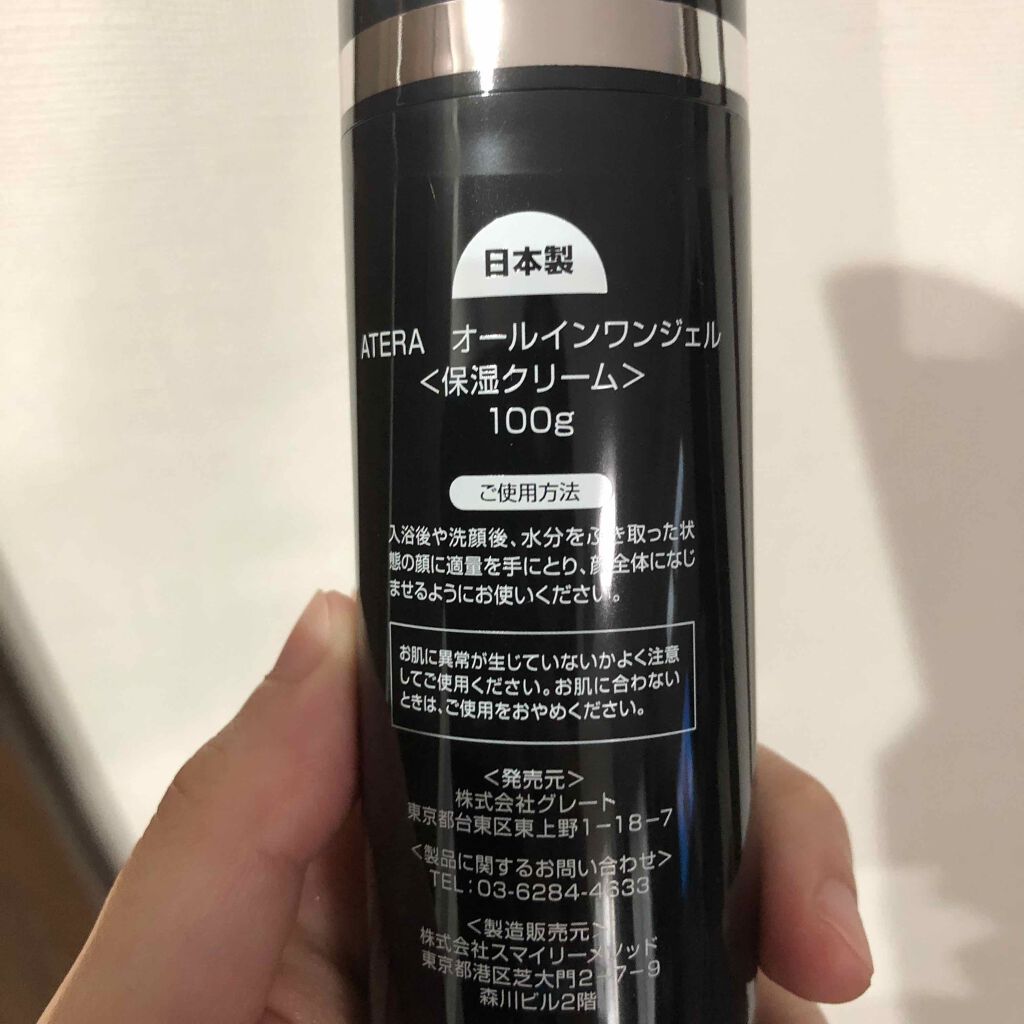 日本製
ATERA オールインワンジェル
<保湿クリーム>
100g
ご使用方法
入浴後や洗顔後、水分をふき取った状
態の顔に適量を手にとり、顔全体になじ
ませるようにお使いください。
お肌に異常が生じていないかよく注意
してご使用ください。お肌に合わない
ときは、ご使用をおやめください。
<発売元>
株式会社グレート
東京都台東区東上野1-18-7
<製品に関するお問い合わせ>
TEL:03-6284-4633
<製造販売元>
株式会社スマイリーメソッド
東京都港区芝大門2-7-9
森川ビル2階